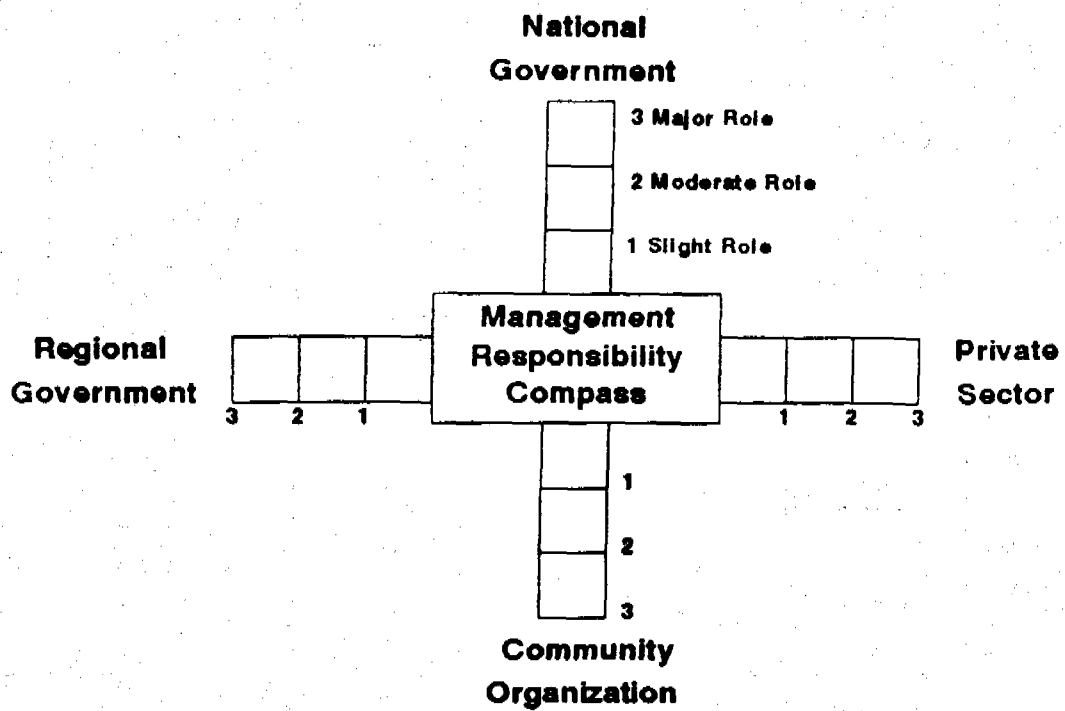 National
Government
3 Major Role
2 Moderate Role
1 Slight Role
Management
Responsibility
Compass
Regional
Government
3 2 1
Private
Sector
1 2 3
1
2
3
Community
Organization